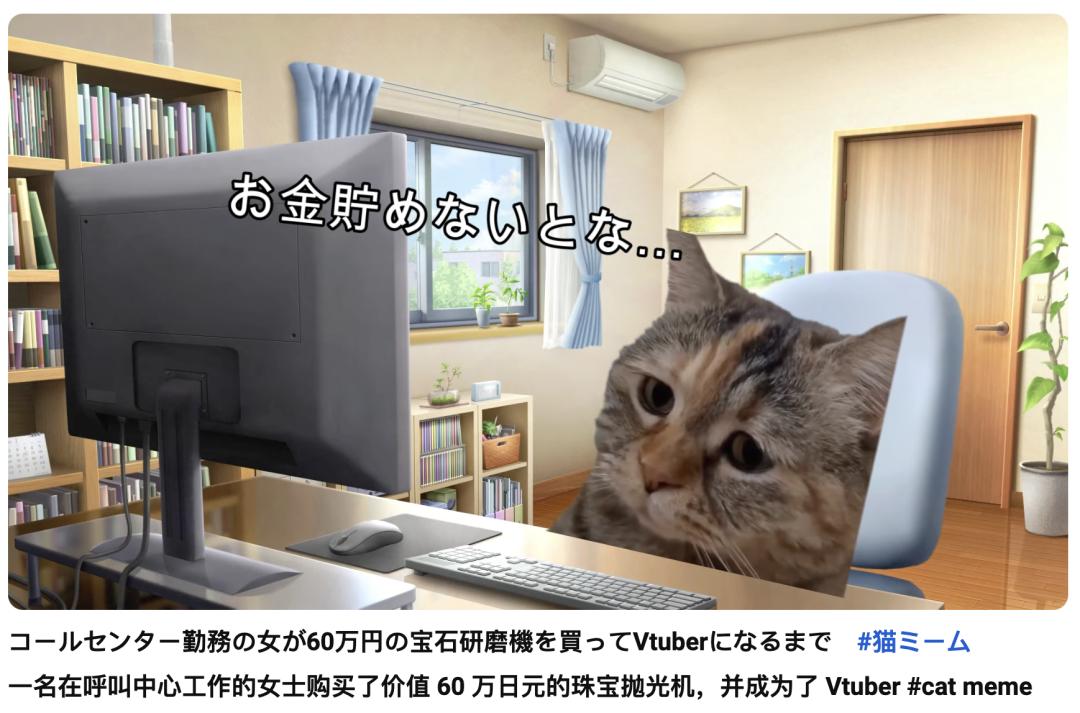 お金貯めないとな...
コールセンター勤務の女が60万円の宝石研磨機を買ってVtuberになるまで #猫ミーム
一名在呼叫中心工作的女士购买了价值 60 万日元的珠宝抛光机，并成为了 Vtuber #cat meme